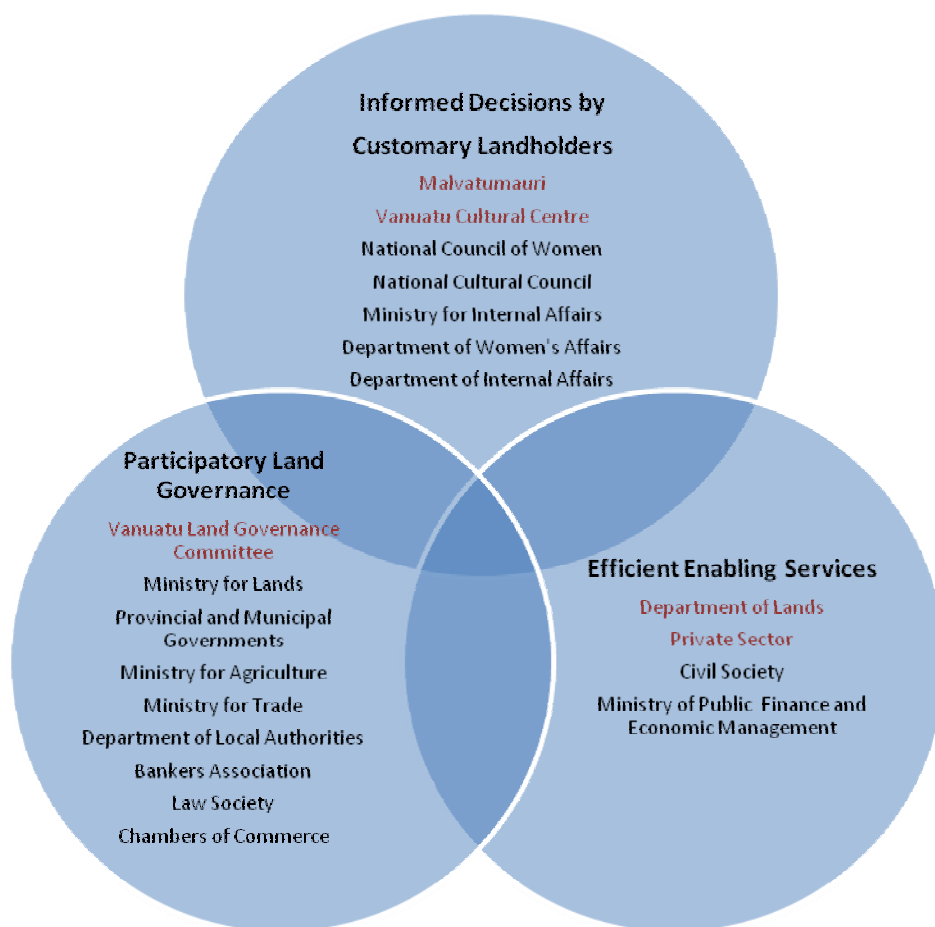 Informed Decisions by
Customary Landholders
Malvatumauri
Vanuatu Cultural Centre
National Council of Women
National Cultural Council
Ministry for Internal Affairs
Department of Women's Affairs
Department of Internal Affairs
Participatory Land
Governance
Vanuatu Land Governance
Committee
Ministry for Lands
Provincial and Municipal
Governments
Ministry for Agriculture
Ministry for Trade
Department of Local Authorities
Bankers Association
Law Society
Chambers of Commerce
Efficient Enabling Services
Department of Lands
Private Sector
Civil Society
Ministry of Public Finance and
Economic Management